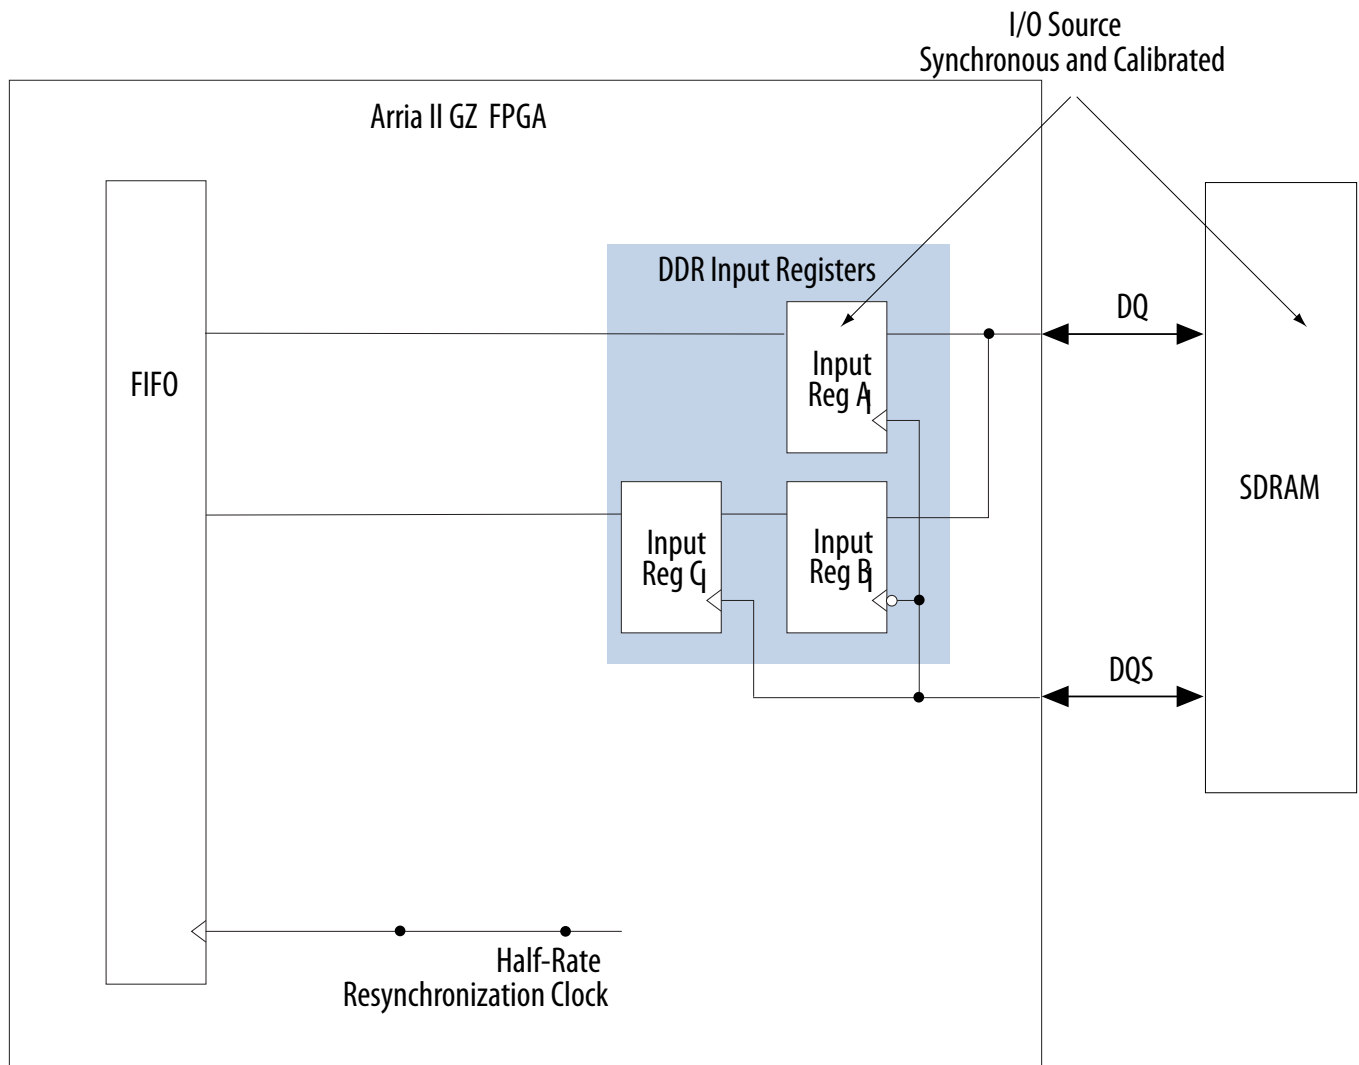 I/O Source
Synchronous and Calibrated
Arria II GZ FPGA
DDR Input Registers
DQ
Input
Reg A
I
FIFO
SDRAM
Input
Reg C
I
Input
Reg B
I
DQS
Half-Rate
Resynchronization Clock